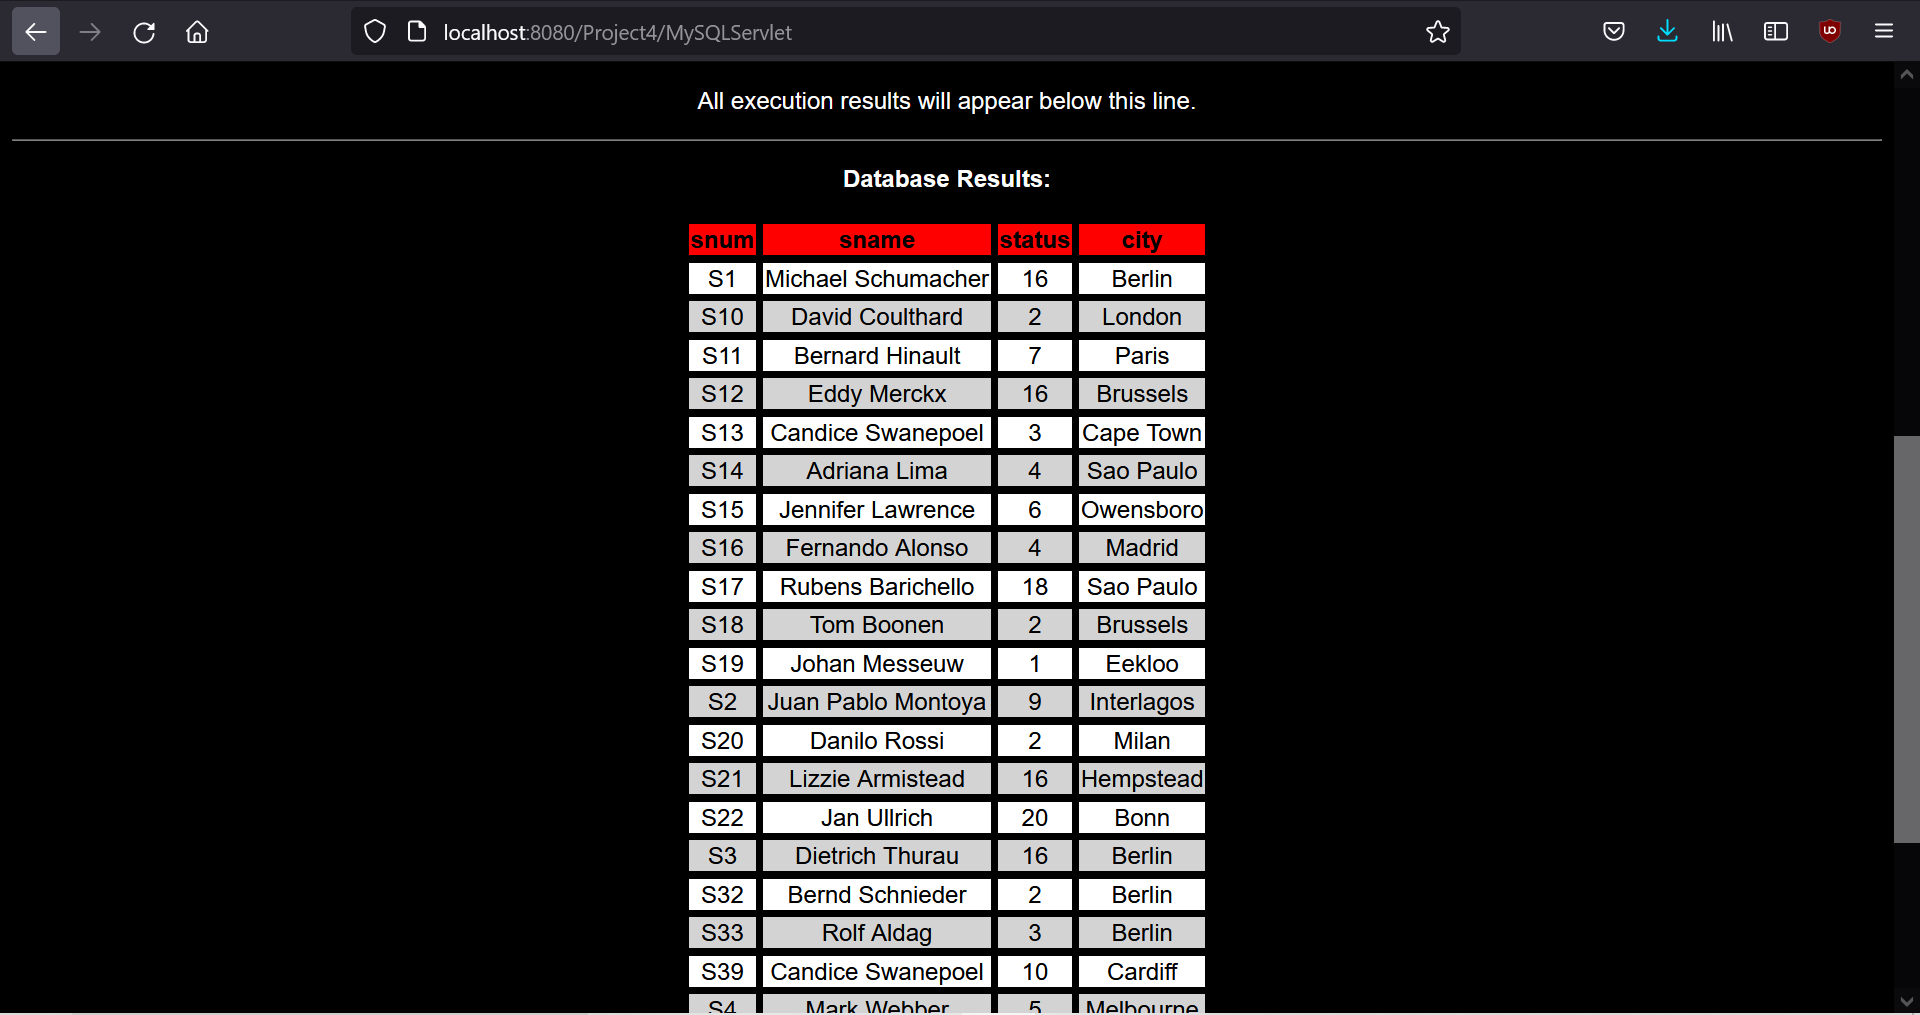 localhost:8080/Project4/MySQLServlet
All execution results will appear below this line.
Database Results:
snum sname status city
S1 Michael Schumacher 16 Berlin
S10 David Coulthard 2 London
S11 Bernard Hinault 7 Paris
S12 Eddy Merckx 16 Brussels
S13 Candice Swanepoel 3 Cape Town
S14 Adriana Lima 4 Sao Paulo
S15 Jennifer Lawrence 6 Owensboro
S16 Fernando Alonso 4 Madrid
S17 Rubens Barichello 18 Sao Paulo
S18 Tom Boonen 2 Brussels
S19 Johan Messeuw 1 Eekloo
S2 Juan Pablo Montoya 9 Interlagos
S20 Danilo Rossi 2 Milan
S21 Lizzie Armistead 16 Hempstead
S22 Jan Ullrich 20 Bonn
S3 Dietrich Thurau 16 Berlin
S32 Bernd Schnieder 2 Berlin
S33 Rolf Aldag 3 Berlin
S39 Candice Swanepoel 10 Cardiff
S4 Mark Webber 5 Melbourne